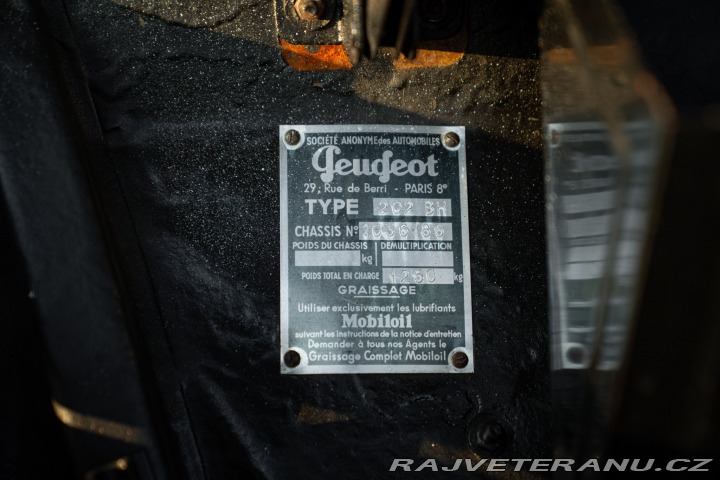 SOCIÉTÉ ANONYME des AUTOMOBILES
Peugeot
29, Rue de Berri - PARIS 8e
TYPE 202 BH
CHASSIS No
POIDS DU CHASSIS DÉMULTIPLICATION
kg
POIDS TOTAL EN CHARGE 1250 kg
GRAISSAGE
Utiliser exclusivement les lubrifiants
Mobiloil
suivant les instructions de la notice d'entretien
Demander à tous nos Agents le
Graissage Complet Mobiloil
RAJVETERANU.CZ